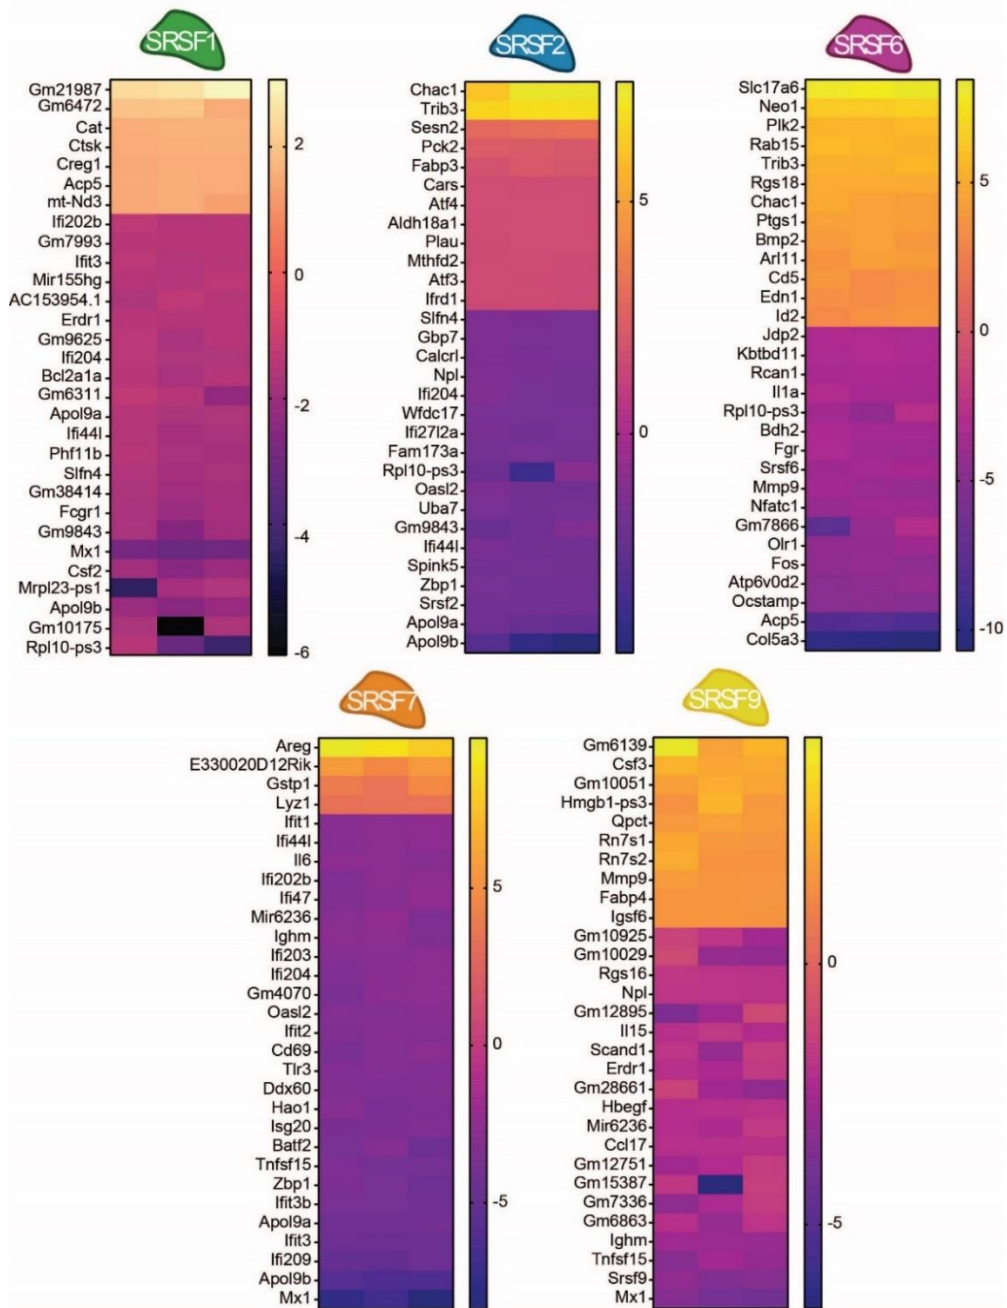 SRSF1
Gm21987
Gm6472
Cat
Ctsk
Creg1
Acp5
mt-Nd3
Ifi202b
Gm7993
Ifit3
Mir155hg
AC153954.1
Erdr1
Gm9625
Ifi204
Bcl2a1a
Gm6311
Apol9a
Ifi44l
Phf11b
Slfn4
Gm38414
Fcgr1
Gm9843
Mx1
Csf2
Mrpl23-ps1
Apol9b
Gm10175
Rpl10-ps3
2
0
-2
-4
-6
SRSF2
Chac1
Trib3
Sesn2
Pck2
Fabp3
Cars
Atf4
Aldh18a1
Plau
Mthfd2
Atf3
Ifrd1
Slfn4
Gbp7
Calcrl
Npl
Ifi204
Wfdc17
Ifi27l2a
Fam173a
Rpl10-ps3
Oasl2
Uba7
Gm9843
Ifi44l
Spink5
Zbp1
Srsf2
Apol9a
Apol9b
5
0
SRSF6
Slc17a6
Neo1
Plk2
Rab15
Trib3
Rgs18
Chac1
Ptgs1
Bmp2
Arl11
Cd5
Edn1
Id2
Jdp2
Kbtbd11
Rcan1
Il1a
Rpl10-ps3
Bdh2
Fgr
Srsf6
Mmp9
Nfatc1
Gm7866
Olr1
Fos
Atp6v0d2
Ocstamp
Acp5
Col5a3
5
0
-5
-10
SRSF7
Areg
E330020D12Rik
Gstp1
Lyz1
Ifit1
Ifi44l
Il6
Ifi202b
Ifi47
Mir6236
Ighm
Ifi203
Ifi204
Gm4070
Oasl2
Ifit2
Cd69
Tlr3
Ddx60
Hao1
Isg20
Batf2
Tnfsf15
Zbp1
Ifit3b
Apol9a
Ifit3
Ifi209
Apol9b
Mx1
5
0
-5
SRSF9
Gm6139
Csf3
Gm10051
Hmgb1-ps3
Qpct
Rn7s1
Rn7s2
Mmp9
Fabp4
Igsf6
Gm10925
Gm10029
Rgs16
Npl
Gm12895
Il15
Scand1
Erdr1
Gm28661
Hbegf
Mir6236
Ccl17
Gm12751
Gm15387
Gm7336
Gm6863
Ighm
Tnfsf15
Srsf9
Mx1
0
-5